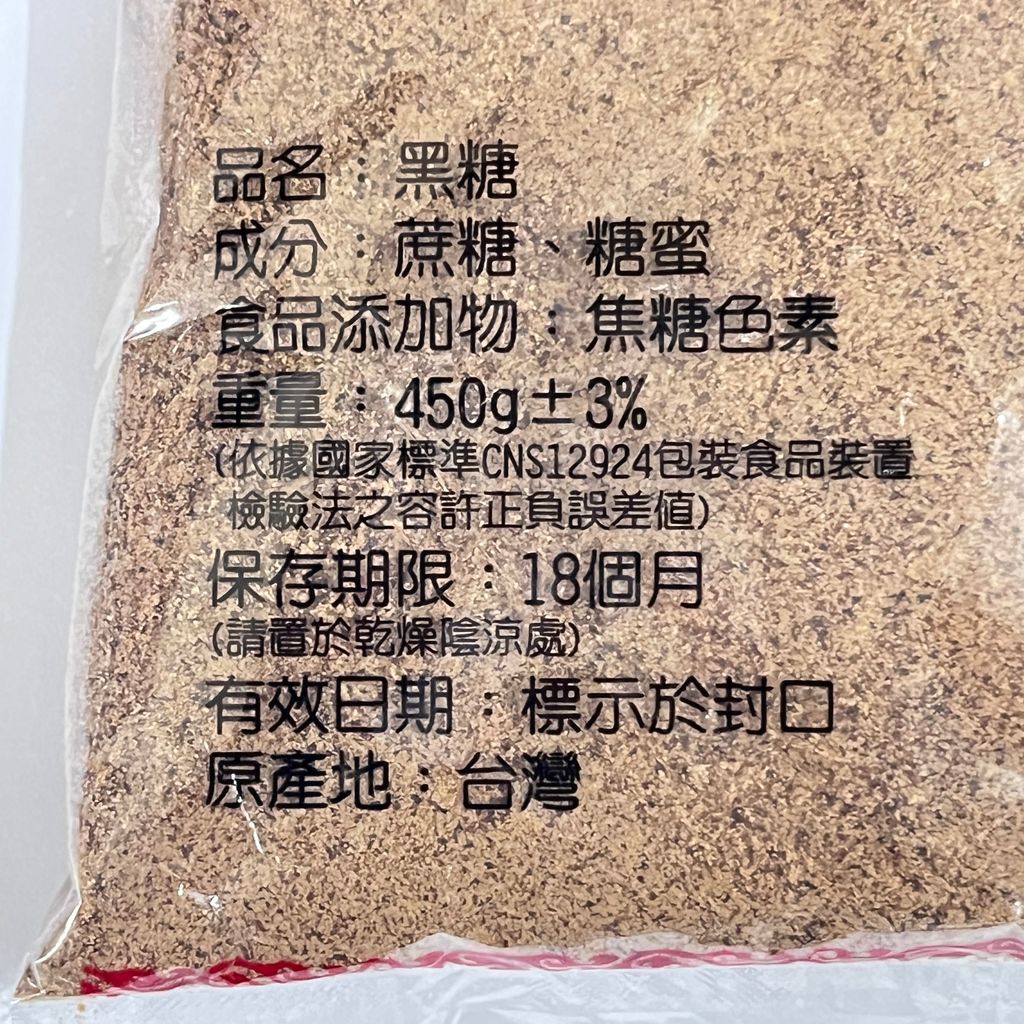 品名：黑糖
成分：蔗糖、糖蜜
食品添加物：焦糖色素
重量：450g±3%
(依據國家標準CNS12924包裝食品裝置
檢驗法之容許正負誤差值)
保存期限：18個月
(請置於乾燥陰涼處)
有效日期：標示於封口
原產地：台灣